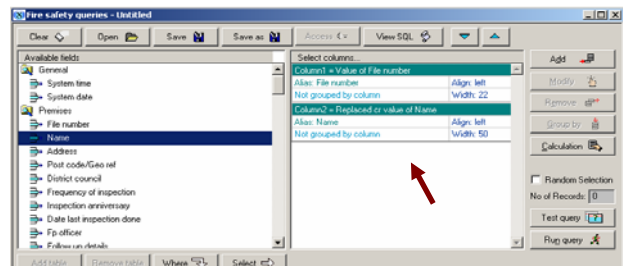 Fire safety queries - Untitled
Clear Open Save Save as Access View SQL
Available fields
General
System time
System date
Premises
File number
Name
Address
Post code/Geo ref
District council
Frequency of inspection
Inspection anniversary
Date last inspection done
Fp officer
Follow up details
Select columns...
Column1 = Value of File number
Alias: File number Align: left
Not grouped by column Width: 22
Column2 = Replaced cr value of Name
Alias: Name Align: left
Not grouped by column Width: 50
Add
Modify
Remove
Group by
Calculation
Random Selection
No of Records: 0
Test query
Run query
Add table Remove table Where Select